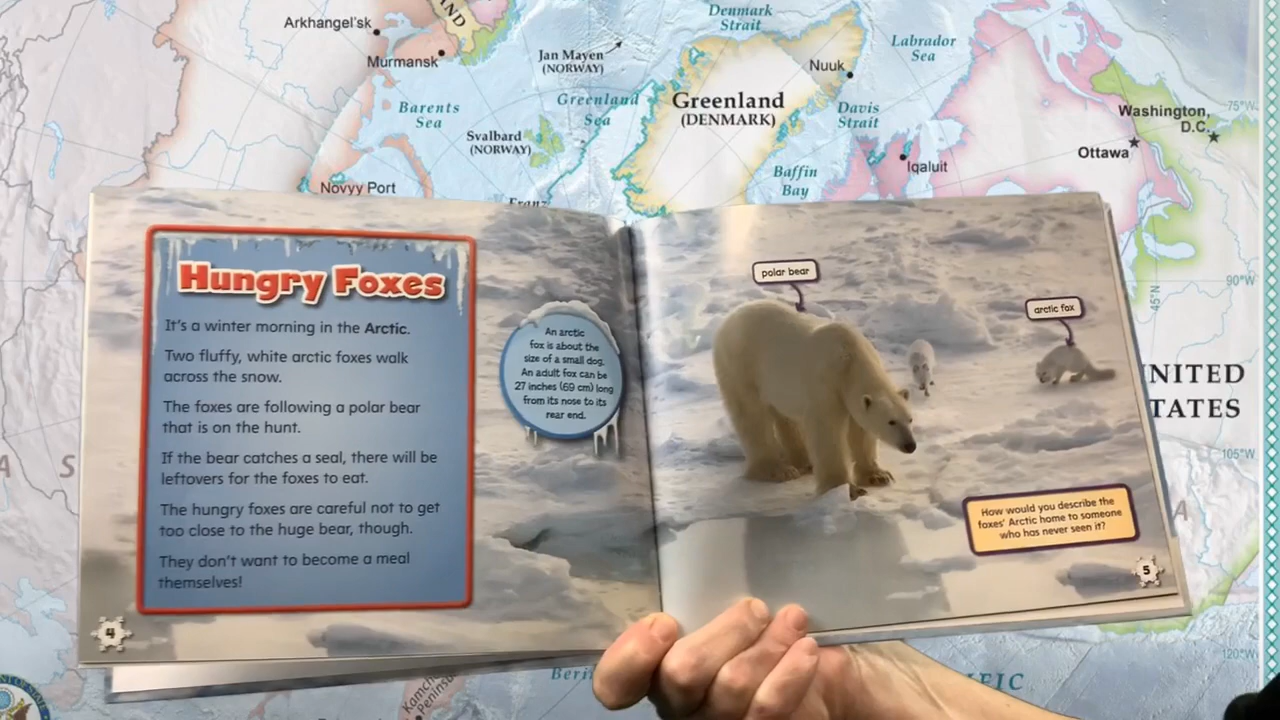 Arkhangel'sk
Murmansk
Barents
Sea
Novyy Port
Jan Mayen
(NORWAY)
Greenland
Sea
Svalbard
(NORWAY)
Franz
Denmark
Strait
Greenland
(DENMARK)
Nuuk
Labrador
Sea
Davis
Strait
Baffin
Bay
Iqaluit
Washington,
D.C.
Ottawa
75°W
90°W
45°N
NITED
TATES
105°W
120°W
A S
A
Hungry Foxes
It's a winter morning in the Arctic.
Two fluffy, white arctic foxes walk
across the snow.
The foxes are following a polar bear
that is on the hunt.
If the bear catches a seal, there will be
leftovers for the foxes to eat.
The hungry foxes are careful not to get
too close to the huge bear, though.
They don't want to become a meal
themselves!
4
An arctic
fox is about the
size of a small dog.
An adult fox can be
27 inches (69 cm) long
from its nose to its
rear end.
polar bear
arctic fox
How would you describe the
foxes' Arctic home to someone
who has never seen it?
5
Beri
Kamch
Peninsu
IFIC